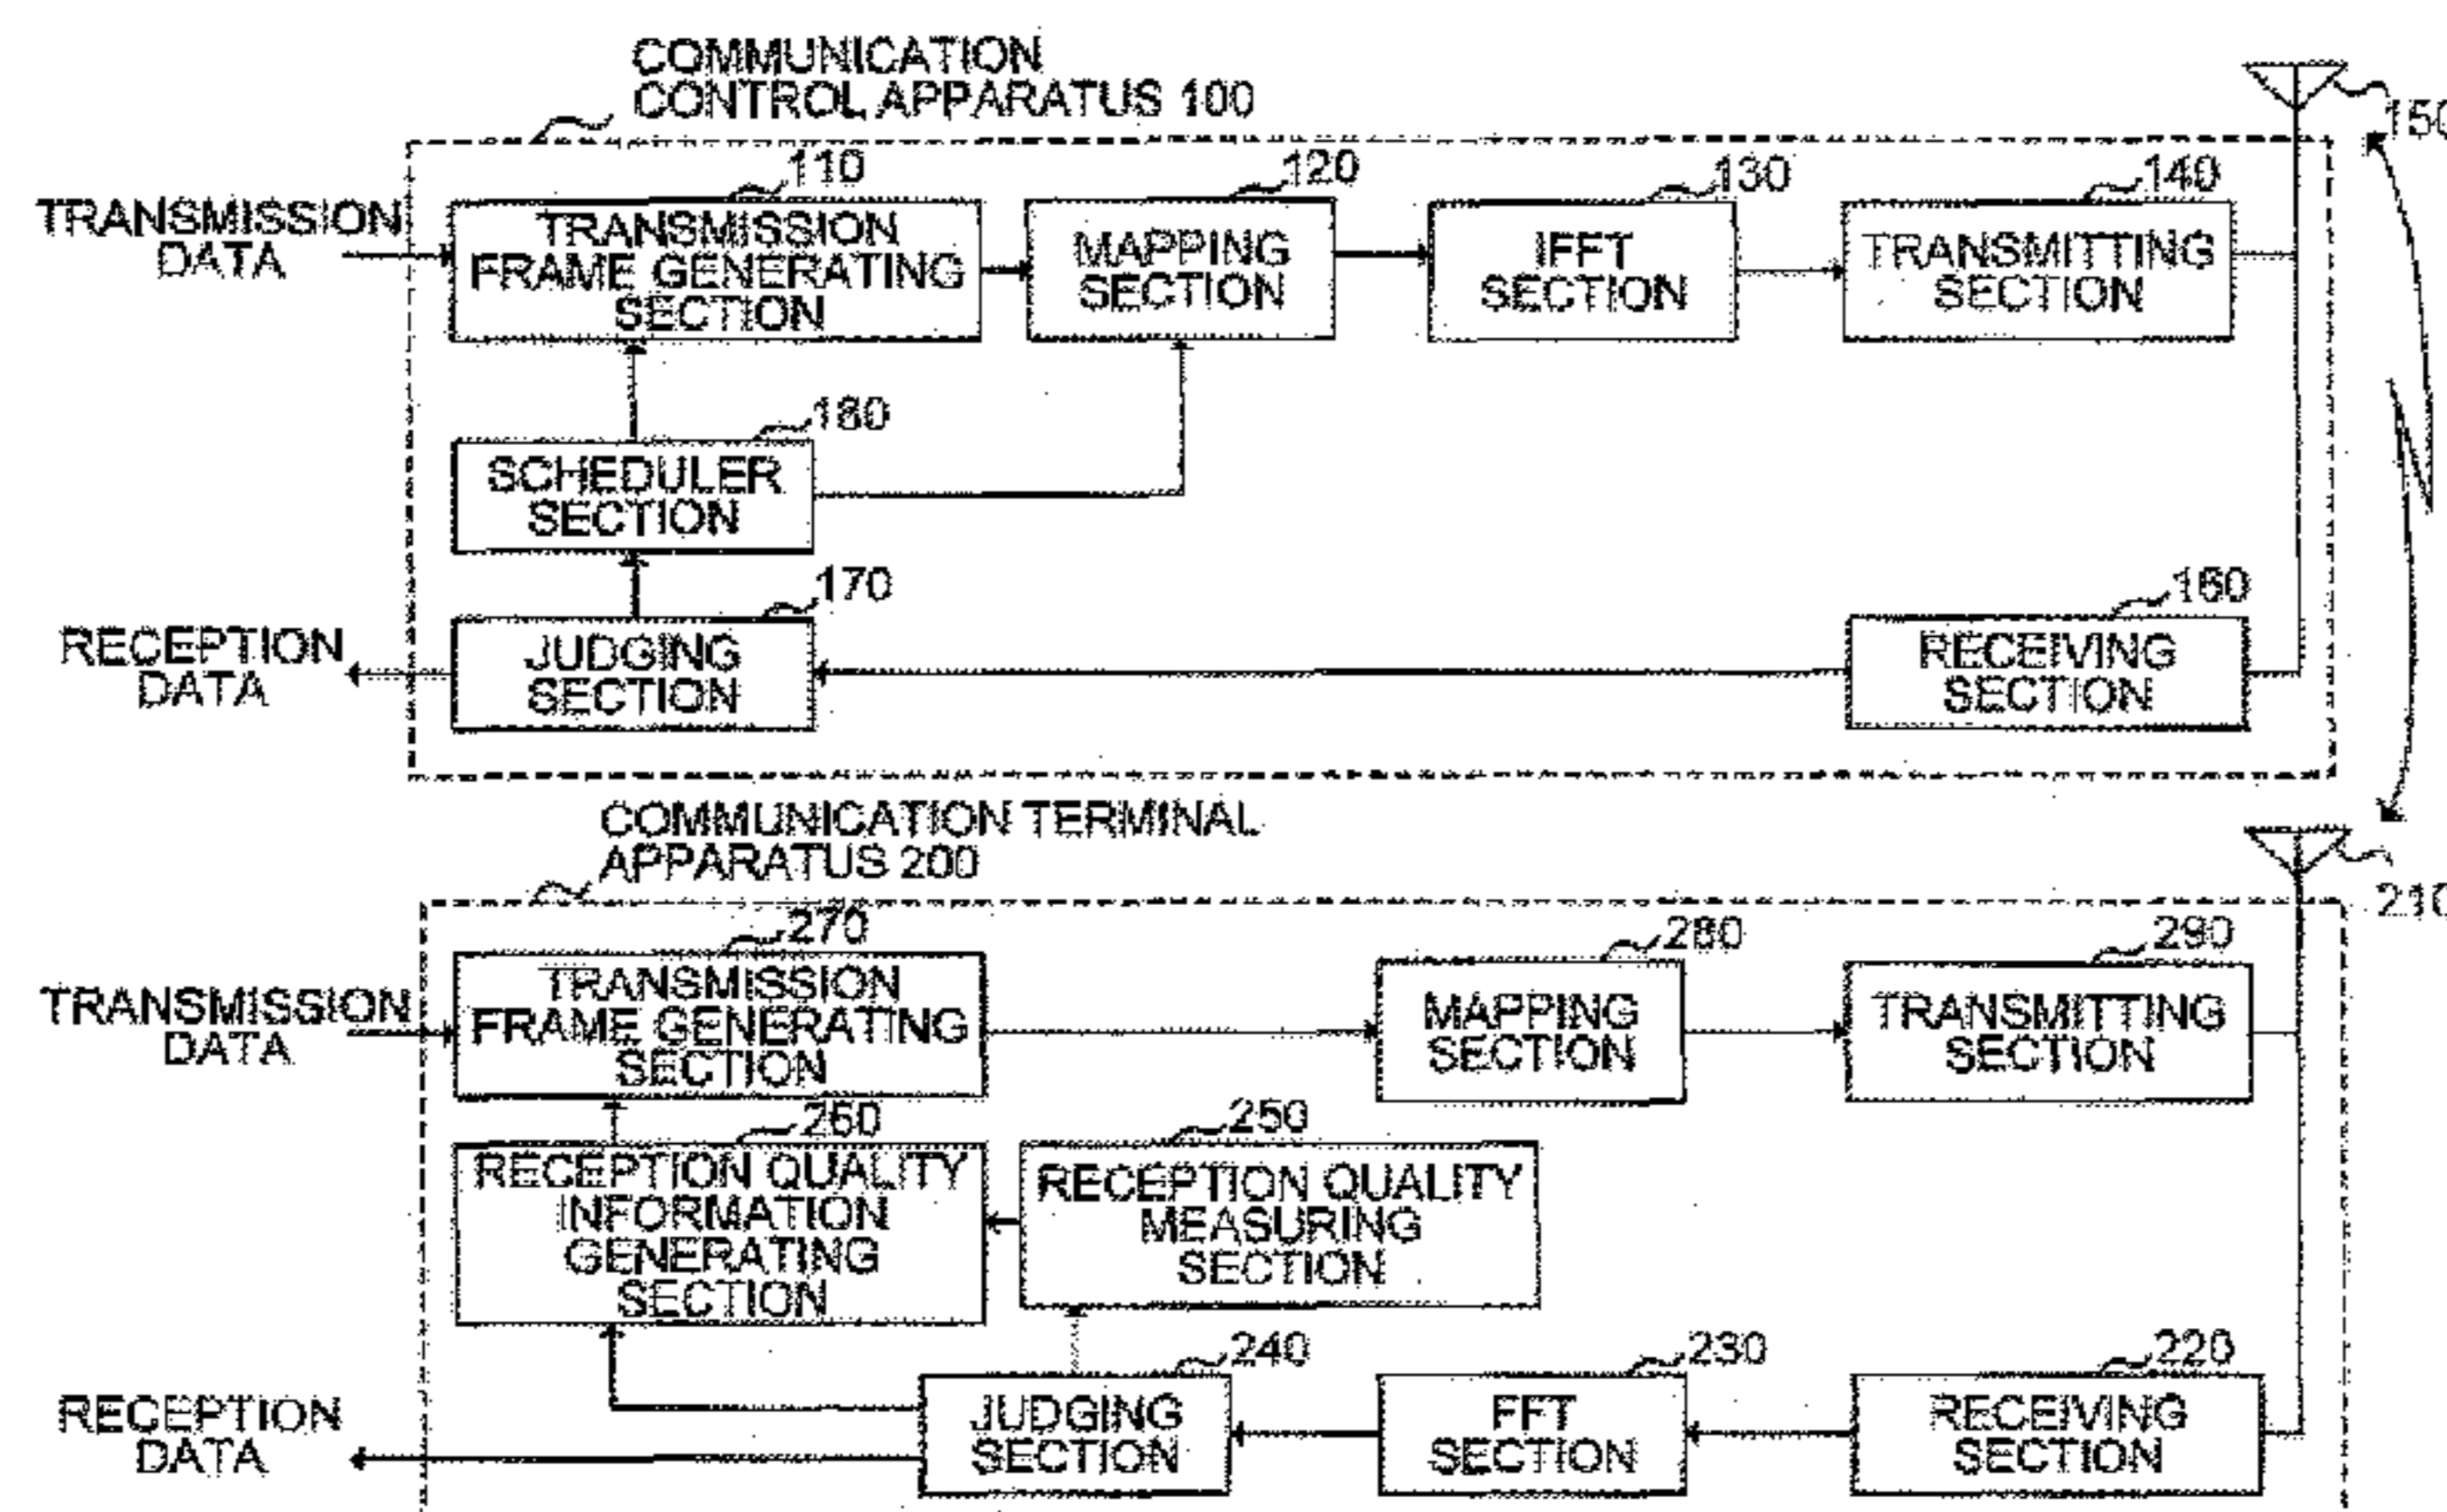 COMMUNICATION
CONTROL APPARATUS 100
150
110
120
130
140
TRANSMISSION
DATA
TRANSMISSION
FRAME GENERATING
SECTION
MAPPING
SECTION
IFFT
SECTION
TRANSMITTING
SECTION
180
SCHEDULER
SECTION
170
160
RECEPTION
DATA
JUDGING
SECTION
RECEIVING
SECTION
COMMUNICATION TERMINAL
APPARATUS 200
210
270
280
290
TRANSMISSION
DATA
TRANSMISSION
FRAME GENERATING
SECTION
MAPPING
SECTION
TRANSMITTING
SECTION
260
250
RECEPTION QUALITY
INFORMATION
GENERATING
SECTION
RECEPTION QUALITY
MEASURING
SECTION
240
230
220
RECEPTION
DATA
JUDGING
SECTION
FFT
SECTION
RECEIVING
SECTION